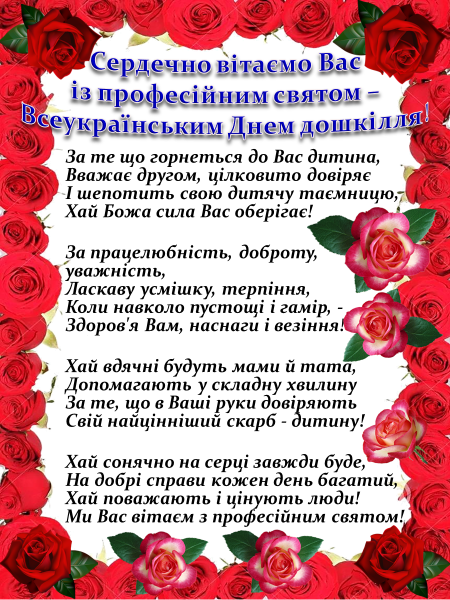 Сердечно вітаємо Вас
із професійним святом –
Всеукраїнським Днем дошкілля!
За те що горнеться до Вас дитина,
Вважає другом, цілковито довіряє
І шепотить свою дитячу таємницю,
Хай Божа сила Вас оберігає!
За працелюбність, доброту,
уважність,
Ласкаву усмішку, терпіння,
Коли навколо пустощі і гамір, -
Здоров'я Вам, наснаги і везіння!
Хай вдячні будуть мами й тата,
Допомагають у складну хвилину
За те, що в Ваші руки довіряють
Свій найцінніший скарб - дитину!
Хай сонячно на серці завжди буде,
На добрі справи кожен день багатий,
Хай поважають і цінують люди!
Ми Вас вітаєм з професійним святом!